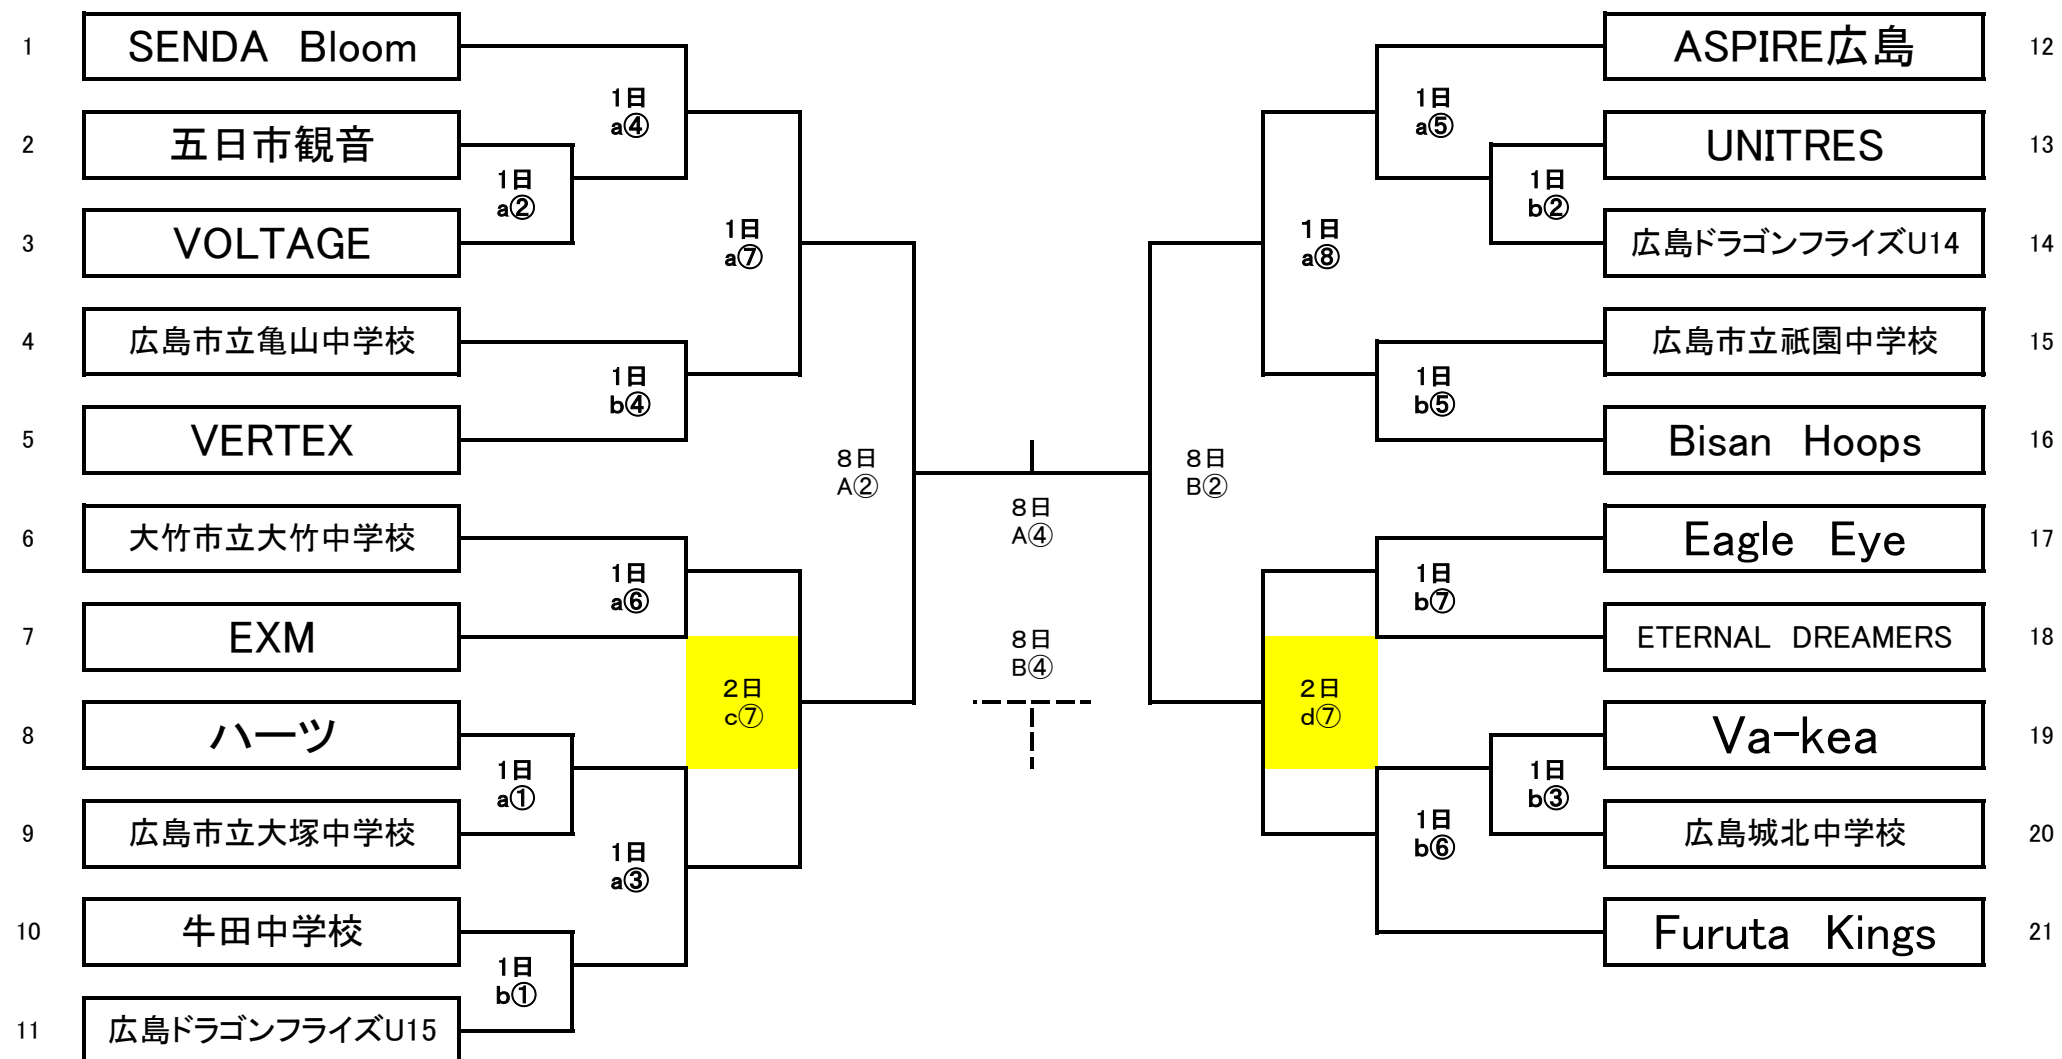 1 SENDA Bloom
2 五日市観音
3 VOLTAGE
4 広島市立亀山中学校
5 VERTEX
6 大竹市立大竹中学校
7 EXM
8 ハーツ
9 広島市立大塚中学校
10 牛田中学校
11 広島ドラゴンフライズU15
1日
a②
1日
a①
1日
b①
1日
a④
1日
b④
1日
a⑥
1日
a③
1日
a⑦
2日
c⑦
8日
A②
8日
A④
8日
B④
8日
B②
1日
a⑧
2日
d⑦
1日
a⑤
1日
b⑤
1日
b⑦
1日
b⑥
1日
b②
1日
b③
ASPIRE広島 12
UNITRES 13
広島ドラゴンフライズU14 14
広島市立祇園中学校 15
Bisan Hoops 16
Eagle Eye 17
ETERNAL DREAMERS 18
Va-kea 19
広島城北中学校 20
Furuta Kings 21